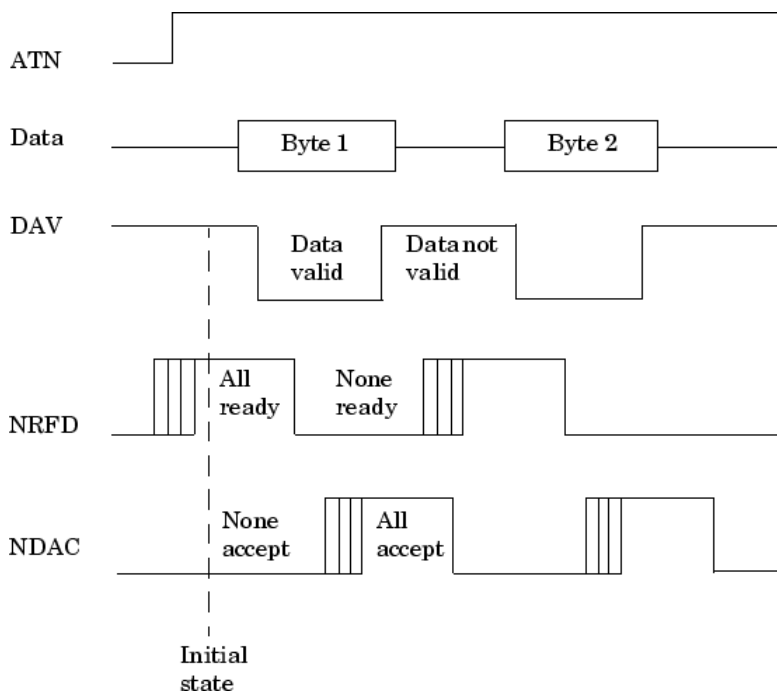 ATN
Data
Byte 1
Byte 2
DAV
Data
valid
Data not
valid
All
ready
None
ready
NRFD
None
accept
All
accept
NDAC
Initial
state